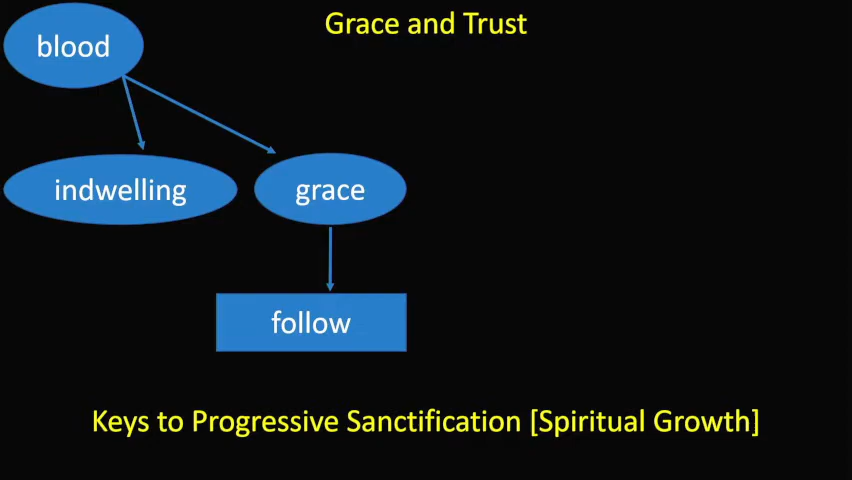 Grace and Trust
blood
indwelling
grace
follow
Keys to Progressive Sanctification [Spiritual Growth]